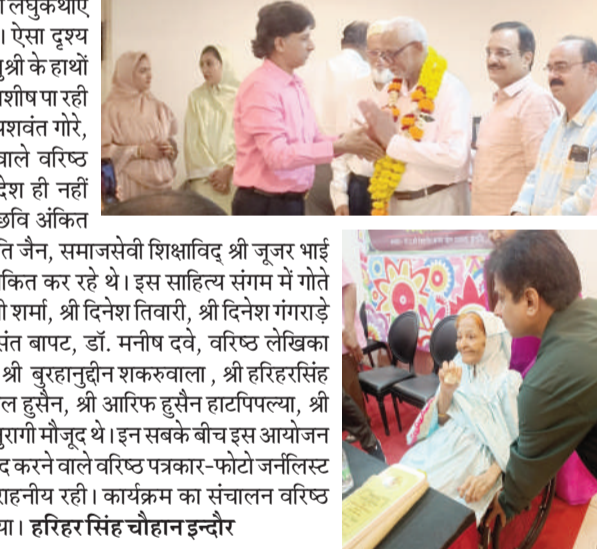 लघुकथाए
। ऐसा दृश्य
श्री के हाथों
शीष पा रही
शवंत गोरे,
वाले वरिष्ठ
देश ही नहीं
छवि अंकित
ति जैन, समाजसेवी शिक्षाविद् श्री जूजर भाई
कित कर रहे थे। इस साहित्य संगम में गोते
शर्मा, श्री दिनेश तिवारी, श्री दिनेश गंगराड़े
संत बापट, डॉ. मनीष दवे, वरिष्ठ लेखिका
श्री बुरहानुद्दीन शकरुवाला , श्री हरिहरसिंह
ल हुसैन, श्री आरिफ हुसैन हाटपिपल्या, श्री
ुरागी मौजूद थे। इन सबके बीच इस आयोजन
द करने वाले वरिष्ठ पत्रकार-फोटो जर्नलिस्ट
राहनीय रही। कार्यक्रम का संचालन वरिष्ठ
या। हरिहर सिंह चौहान इन्दौर